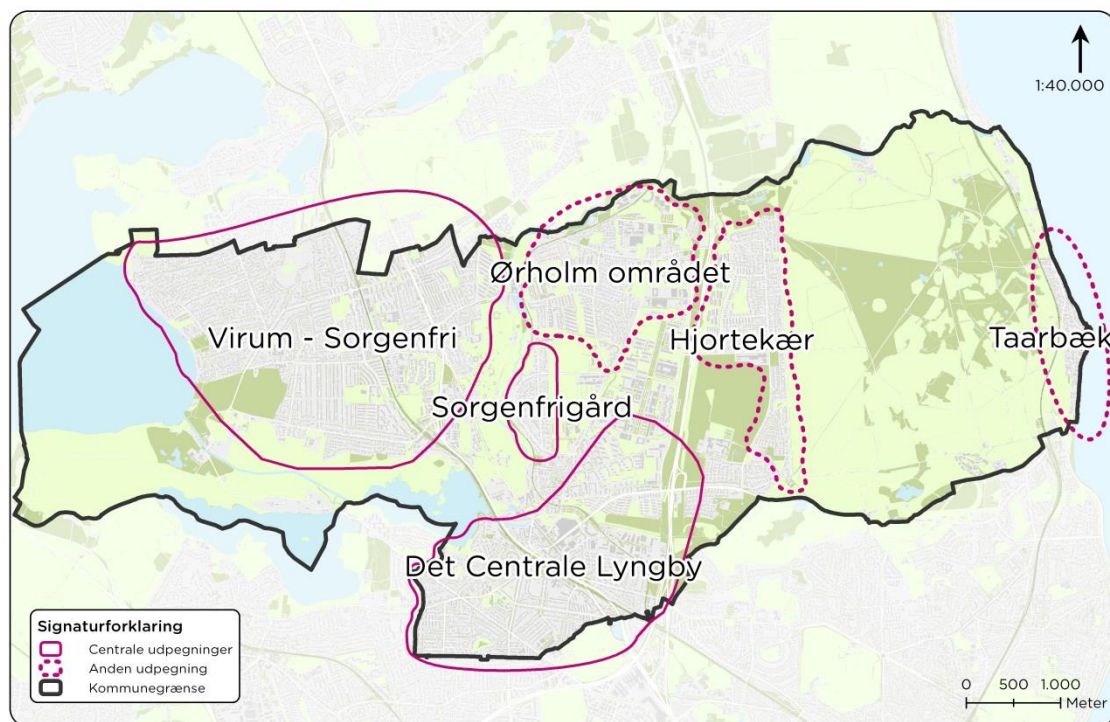 1:40.000
Ørholm området
Virum - Sorgenfri
Hjortekær
Taarbæk
Sorgenfrigård
Det Centrale Lyngby
Signaturforklaring
Centrale udpegninger
Anden udpegning
Kommunegrænse
0 500 1.000
Meter